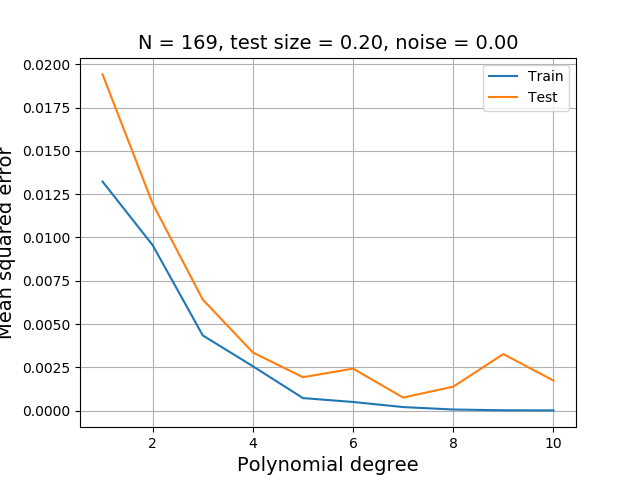 N = 169, test size = 0.20, noise = 0.00
Train
Test
Mean squared error
0.0200
0.0175
0.0150
0.0125
0.0100
0.0075
0.0050
0.0025
0.0000
2 4 6 8 10
Polynomial degree